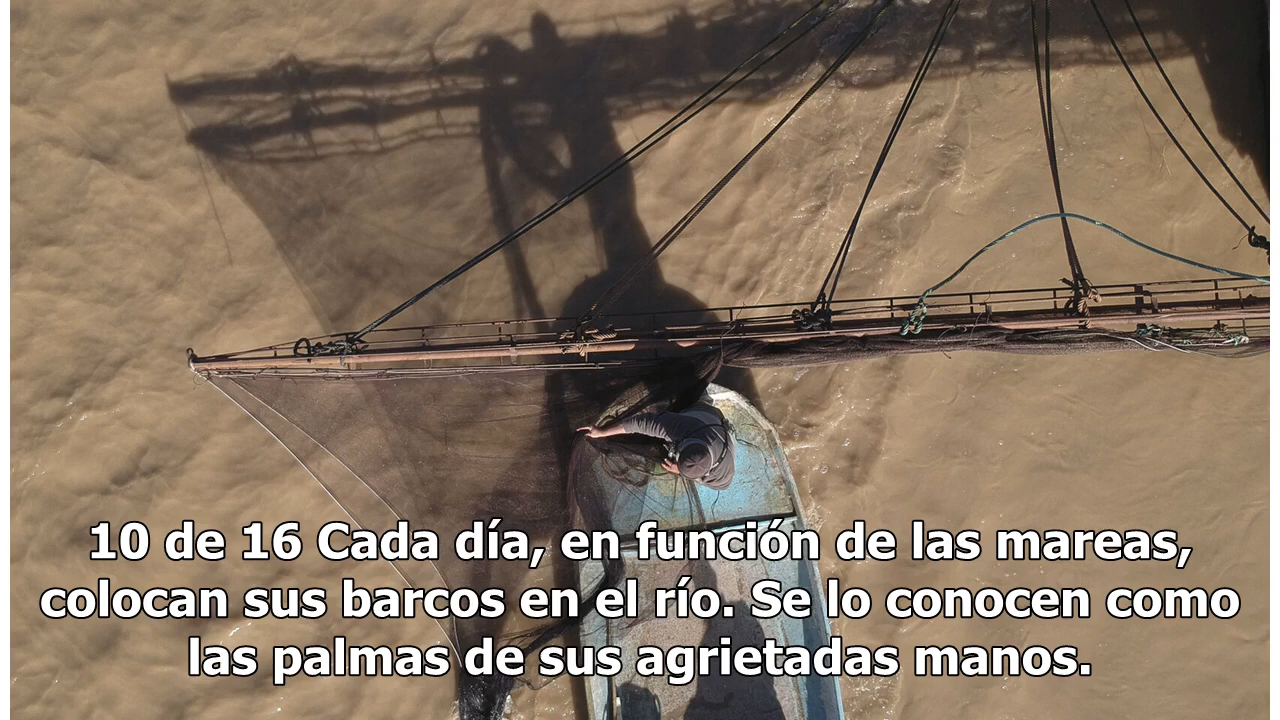 10 de 16 Cada día, en función de las mareas,
colocan sus barcos en el río. Se lo conocen como
las palmas de sus agrietadas manos.